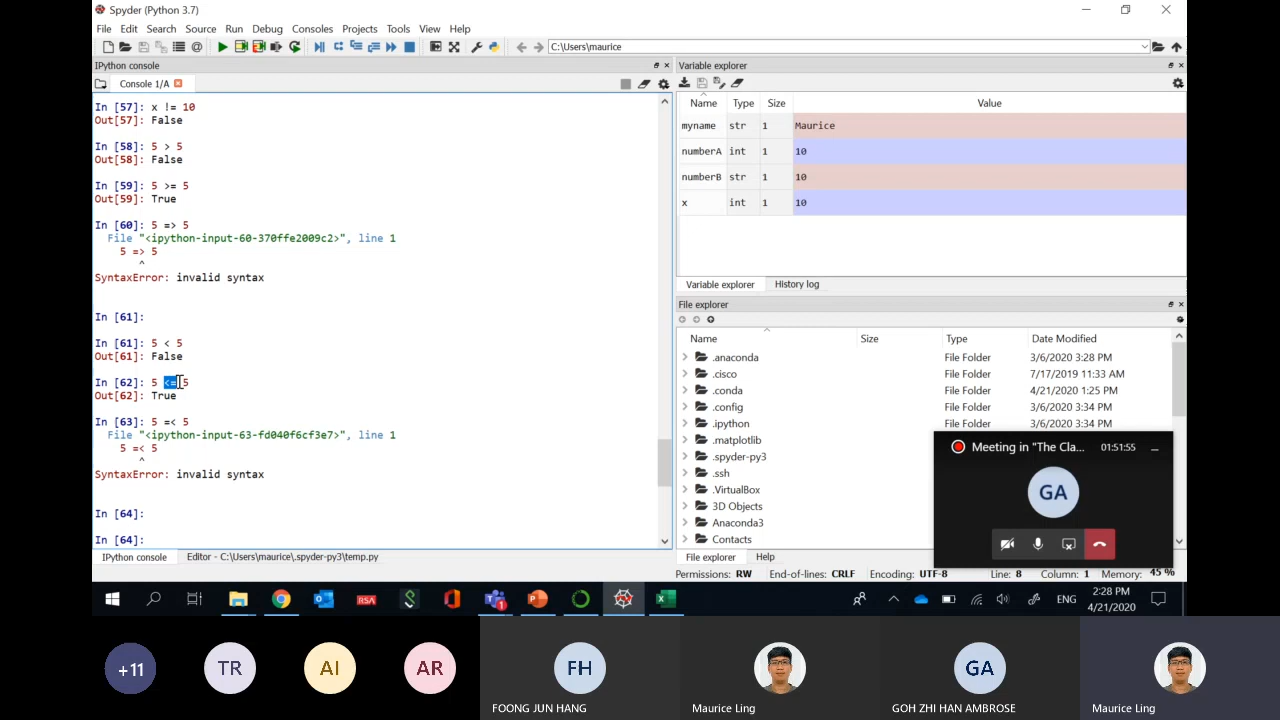 Spyder (Python 3.7)
File Edit Search Source Run Debug Consoles Projects Tools View Help
C:\Users\maurice
IPython console
Console 1/A
In [57]: x != 10
Out[57]: False
In [58]: 5 > 5
Out[58]: False
In [59]: 5 >= 5
Out[59]: True
In [60]: 5 => 5
File "<ipython-input-60-370ffe2009c2>", line 1
5 => 5
^
SyntaxError: invalid syntax
In [61]:
In [61]: 5 < 5
Out[61]: False
In [62]: 5 <= 5
Out[62]: True
In [63]: 5 =< 5
File "<ipython-input-63-fd040f6cf3e7>", line 1
5 =< 5
^
SyntaxError: invalid syntax
In [64]:
In [64]:
IPython console Editor - C:\Users\maurice\.spyder-py3\temp.py
Variable explorer
Name Type Size Value
myname str 1 Maurice
numberA int 1 10
numberB str 1 10
x int 1 10
Variable explorer History log
File explorer
Name Size Type Date Modified
.anaconda File Folder 3/6/2020 3:28 PM
.cisco File Folder 7/17/2019 11:33 AM
.conda File Folder 4/21/2020 1:25 PM
.config File Folder 3/6/2020 3:34 PM
.ipython File Folder 3/6/2020 3:34 PM
.matplotlib
.spyder-py3
.ssh
.VirtualBox
3D Objects
Anaconda3
Contacts
Meeting in "The Cla... 01:51:55
GA
File explorer Help
Permissions: RW End-of-lines: CRLF Encoding: UTF-8 Line: 8 Column: 1 Memory: 45 %
RSA
1
ENG
2:28 PM
4/21/2020
+11
TR
AI
AR
FH
FOONG JUN HANG
Maurice Ling
GA
GOH ZHI HAN AMBROSE
Maurice Ling